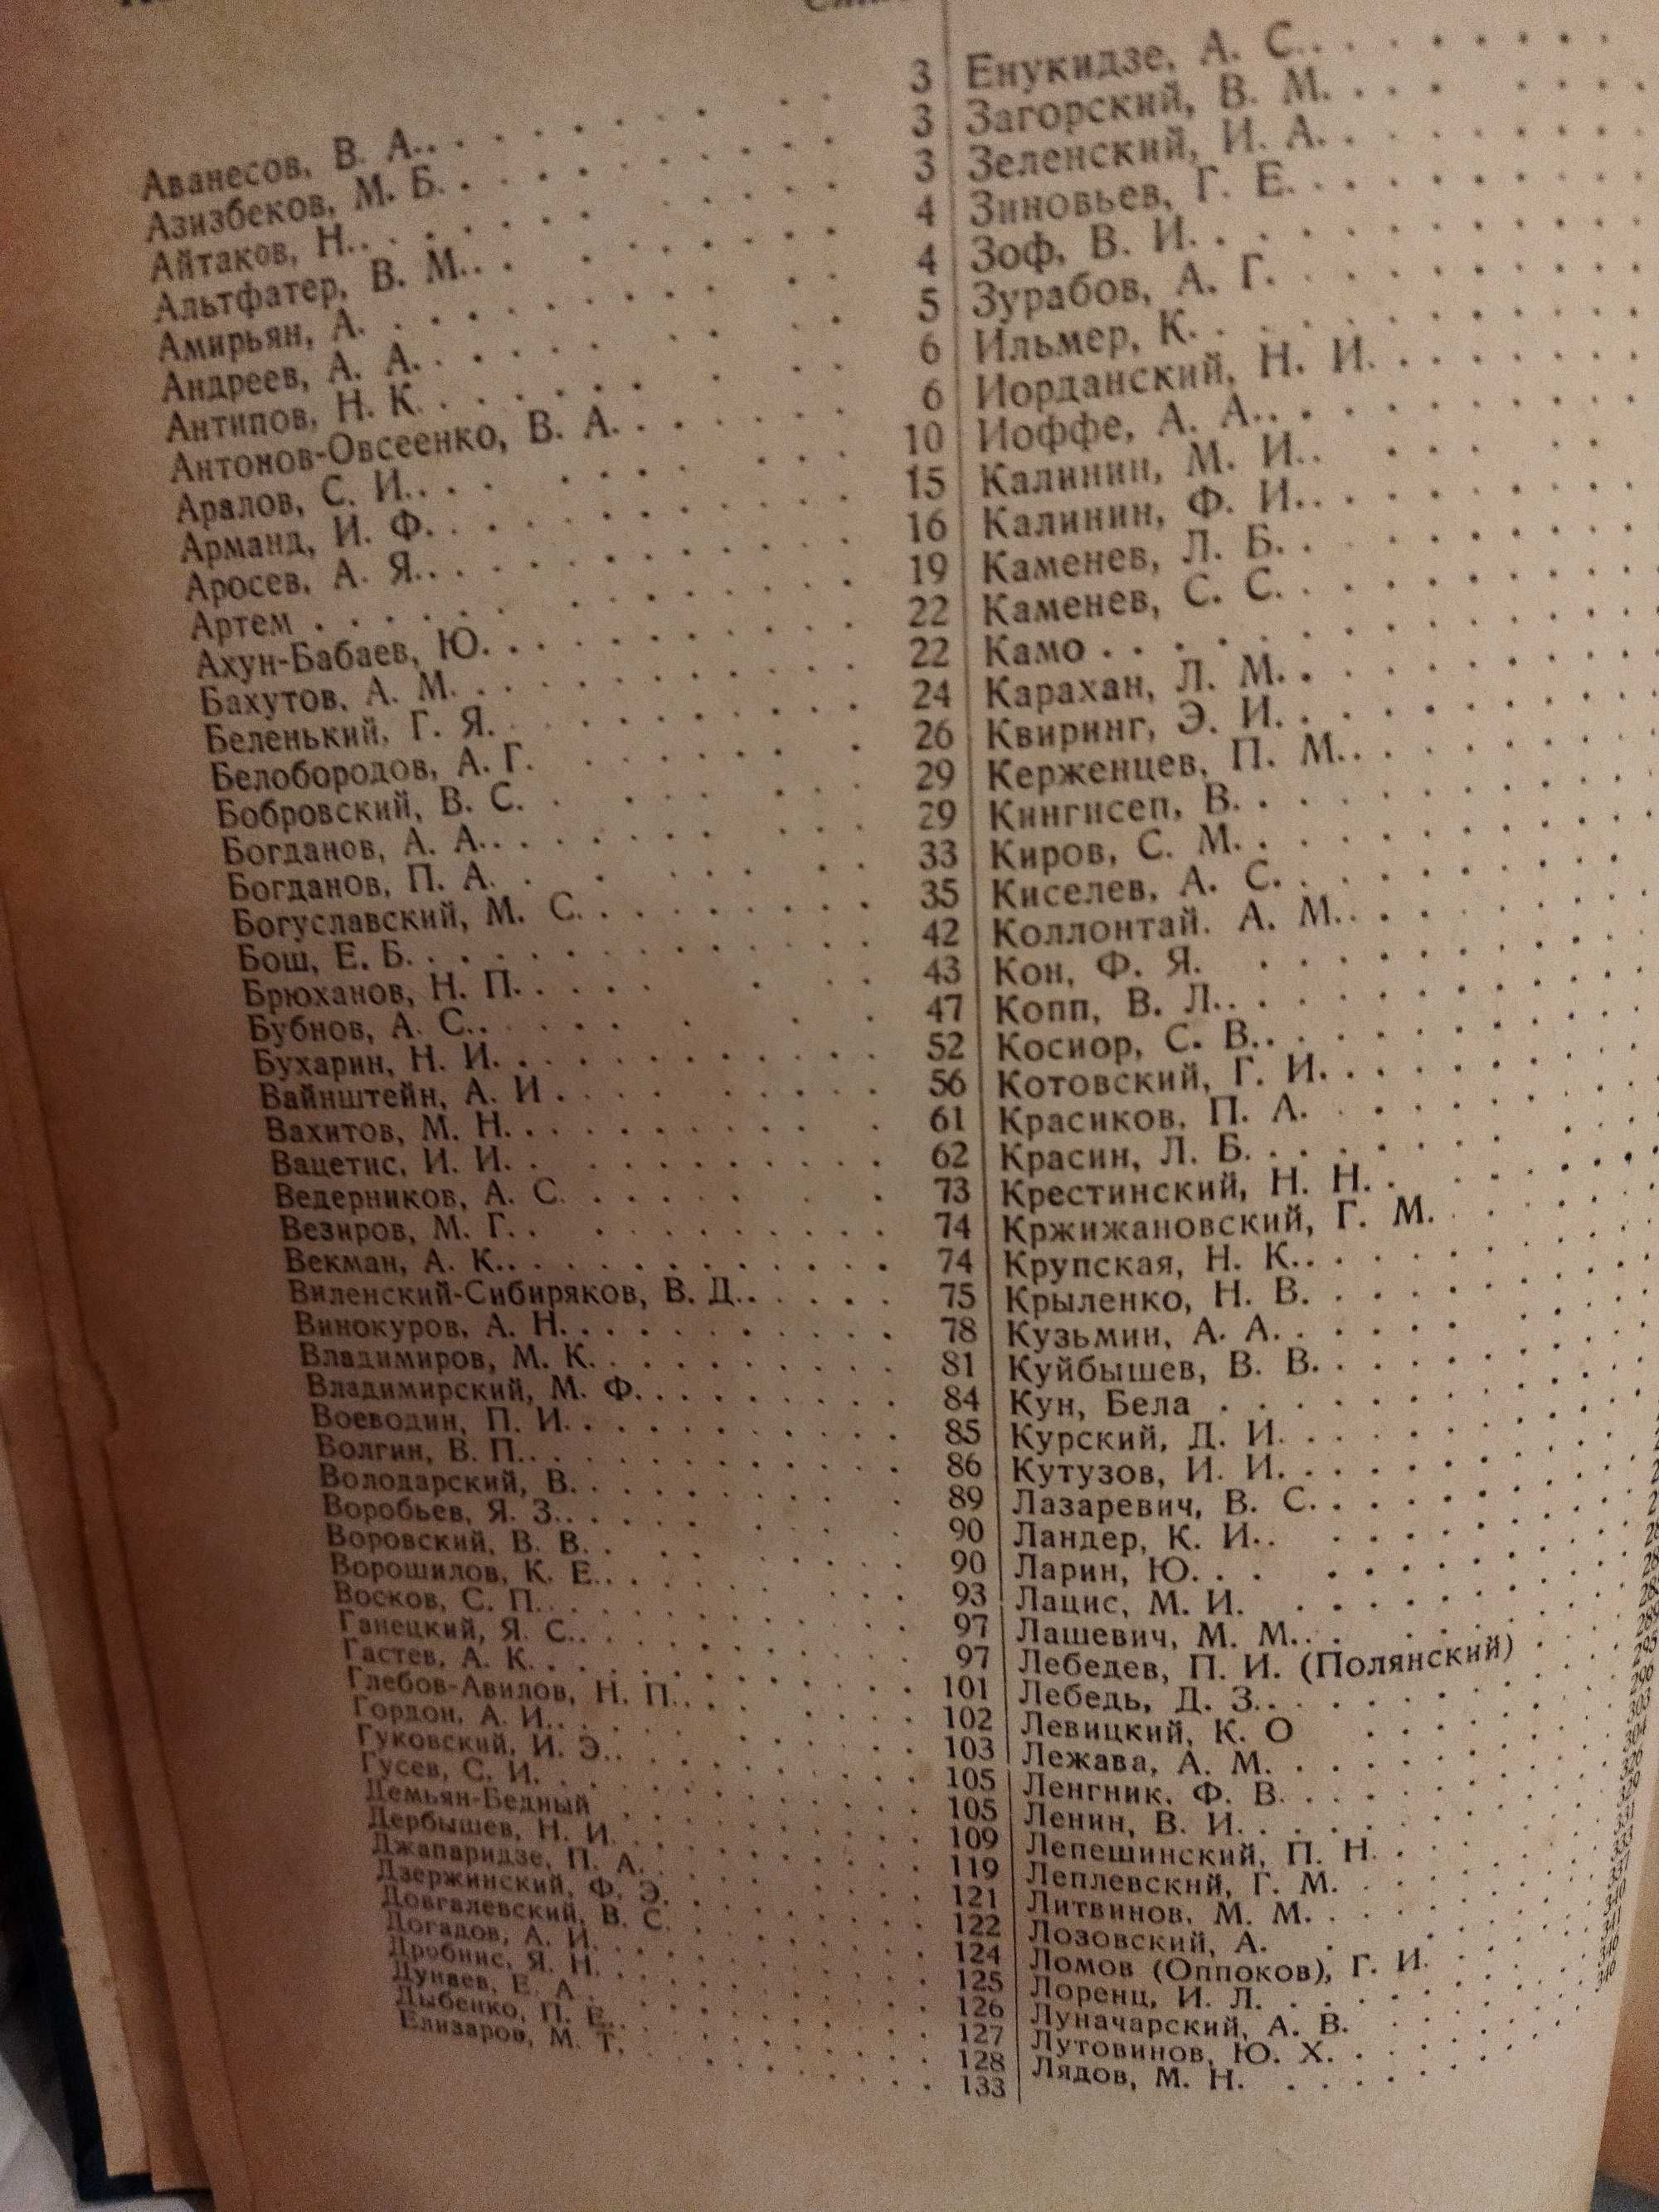 Аванесов, В. А. 3
Азизбеков, М. Б. 3
Айтаков, Н. 3
Альтфатер, В. М. 4
Амирьян, А. 4
Андреев, А. А. 5
Антипов, Н. К. 6
Антонов-Овсеенко, В. А. 6
Аралов, С. И. 10
Арманд, И. Ф. 15
Аросев, А. Я. 16
Артем 19
Ахун-Бабаев, Ю. 22
Бахутов, А. М. 22
Беленький, Г. Я. 24
Белобородов, А. Г. 26
Бобровский, В. С. 29
Богданов, А. А. 29
Богданов, П. А. 33
Богуславский, М. С. 35
Бош, Е. Б. 42
Брюханов, Н. П. 43
Бубнов, А. С. 47
Бухарин, Н. И. 52
Вайнштейн, А. И. 56
Вахитов, М. Н. 61
Вацетис, И. И. 62
Ведерников, А. С. 73
Везиров, М. Г. 74
Векман, А. К. 74
Виленский-Сибиряков, В. Д. 75
Винокуров, А. Н. 78
Владимиров, М. К. 81
Владимирский, М. Ф. 84
Воеводин, П. И. 85
Волгин, В. П. 86
Володарский, В. 89
Воробьев, Я. З. 90
Воровский, В. В. 90
Ворошилов, К. Е. 93
Восков, С. П. 97
Ганецкий, Я. С. 97
Гастев, А. К. 101
Глебов-Авилов, Н. П. 102
Гордон, А. И. 103
Гуковский, И. Э. 105
Гусев, С. И. 105
Демьян-Бедный 109
Дербышев, Н. И. 119
Джапаридзе, П. А. 121
Дзержинский, Ф. Э. 122
Довгалевский, В. С. 124
Догадов, А. И. 125
Дробнис, Я. Н. 126
Дунаев, Е. А. 127
Дыбенко, П. Е. 128
Елизаров, М. Т. 133
Енукидзе, А. С.
Загорский, В. М.
Зеленский, И. А.
Зиновьев, Г. Е.
Зоф, В. И.
Зурабов, А. Г.
Ильмер, К.
Иорданский, Н. И.
Иоффе, А. А.
Калинин, М. И.
Калинин, Ф. И.
Каменев, Л. Б.
Каменев, С. С.
Камо
Карахан, Л. М.
Квиринг, Э. И.
Керженцев, П. М.
Кингисеп, В.
Киров, С. М.
Киселев, А. С.
Коллонтай. А. М.
Кон, Ф. Я.
Копп, В. Л.
Косиор, С. В.
Котовский, Г. И.
Красиков, П. А.
Красин, Л. Б.
Крестинский, Н. Н.
Кржижановский, Г. М.
Крупская, Н. К.
Крыленко, Н. В.
Кузьмин, А. А.
Куйбышев, В. В.
Кун, Бела
Курский, Д. И.
Кутузов, И. И.
Лазаревич, В. С.
Ландер, К. И.
Ларин, Ю.
Лацис, М. И.
Лашевич, М. М.
Лебедев, П. И. (Полянский)
Лебедь, Д. З.
Левицкий, К. О
Лежава, А. М.
Ленгник. Ф. В.
Ленин, В. И.
Лепешинский, П. Н.
Леплевский, Г. М.
Литвинов, М. М.
Лозовский, А.
Ломов (Оппоков), Г. И.
Лоренц, И. Л.
Луначарский, А. В.
Лутовинов, Ю. Х.
Лядов, М. Н.